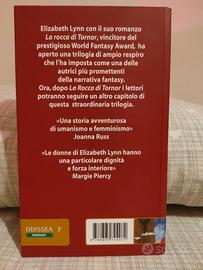 Elizabeth Lynn con il suo romanzo
La rocca di Tornor, vincitore del
prestigioso World Fantasy Award, ha
aperto una trilogia di ampio respiro
che l'ha imposta come una delle
autrici più promettenti della
narrativa fantasy.
Ora, dopo La Rocca di Tornor i lettori
potranno seguire un altro capitolo di
questa straordinaria trilogia.
«Una storia avventurosa
di umanismo e femminismo»
Joanna Russ
«Le donne di Elizabeth Lynn hanno
una particolare dignità
e forza interiore»
Margie Piercy
ODISSEA 7
FANTASY
subito